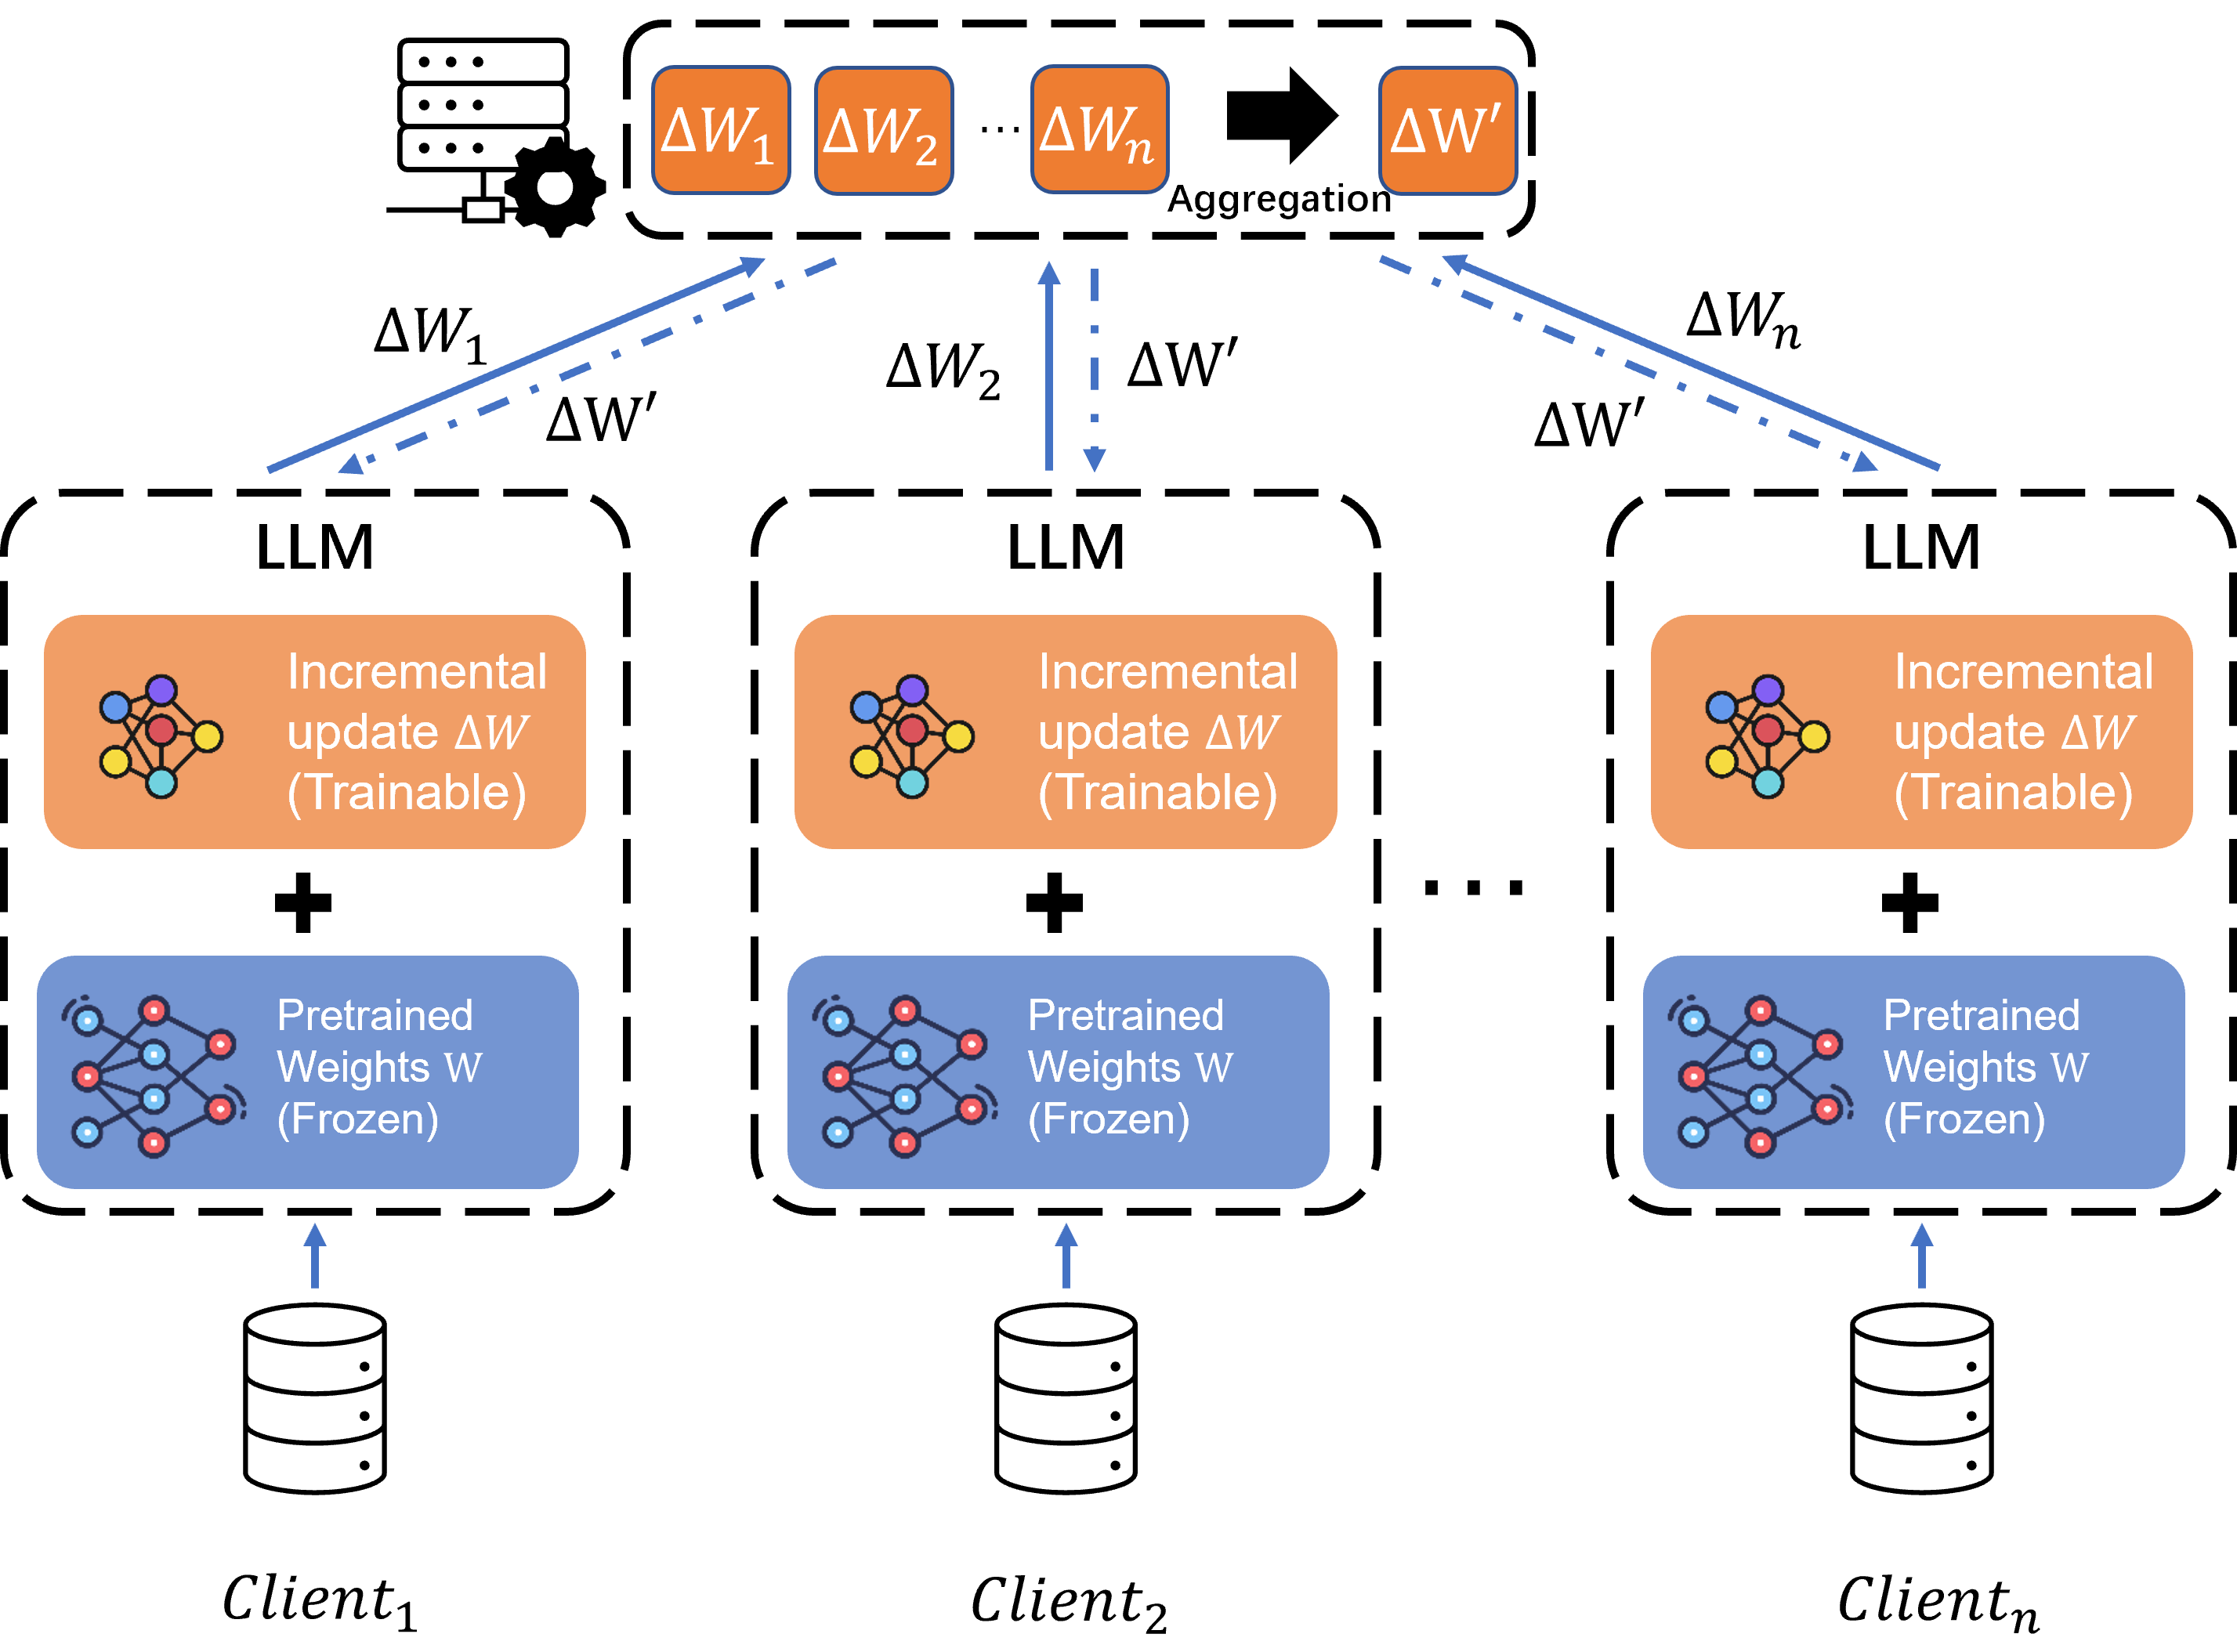 ΔW₁ ΔW₂ ⋯ ΔWₙ ΔW′
Aggregation
ΔW₁
ΔW′
ΔW₂
ΔW′
ΔWₙ
ΔW′
LLM
Incremental
update ΔW
(Trainable)
Pretrained
Weights W
(Frozen)
Client₁
LLM
Incremental
update ΔW
(Trainable)
Pretrained
Weights W
(Frozen)
Client₂
⋯
LLM
Incremental
update ΔW
(Trainable)
Pretrained
Weights W
(Frozen)
Clientₙ